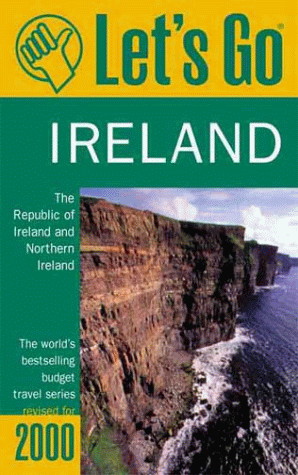 Let's Go®
IRELAND
The
Republic of
Ireland and
Northern
Ireland
The world's
bestselling
budget
travel series
revised for
2000